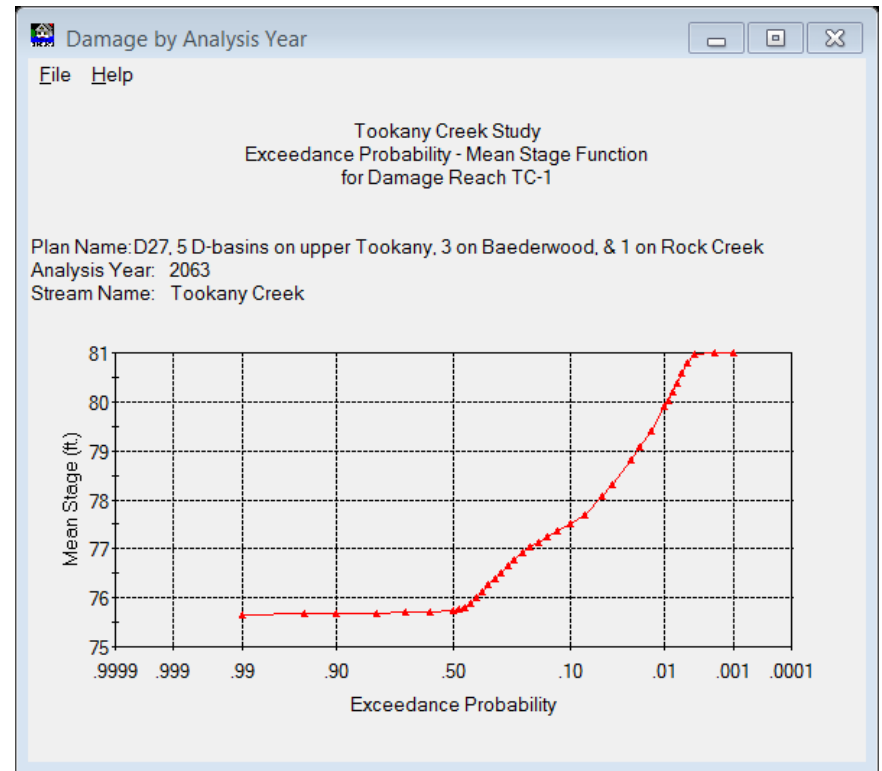 Damage by Analysis Year
File Help
Tookany Creek Study
Exceedance Probability - Mean Stage Function
for Damage Reach TC-1
Plan Name:D27, 5 D-basins on upper Tookany, 3 on Baederwood, & 1 on Rock Creek
Analysis Year: 2063
Stream Name: Tookany Creek
81
80
79
78
77
76
75
Mean Stage (ft.)
.9999 .999 .99 .90 .50 .10 .01 .001 .0001
Exceedance Probability